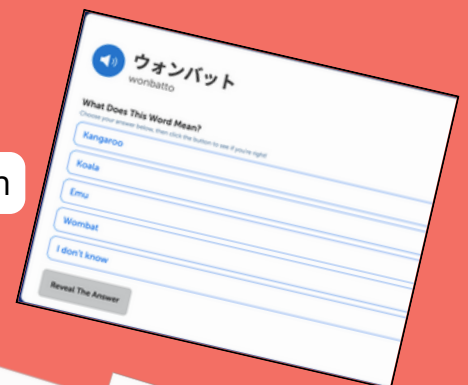 ウォンバット
wonbatto
What Does This Word Mean?
Choose your answer below, then click the button to see if you're right!
Kangaroo
Koala
Emu
Wombat
I don't know
Reveal The Answer
n